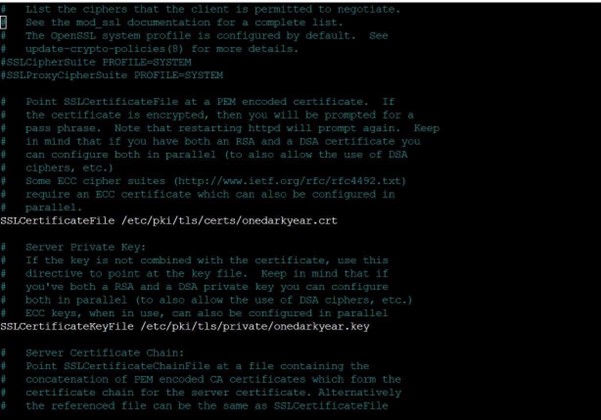 #   List the ciphers that the client is permitted to negotiate.
#   See the mod_ssl documentation for a complete list.
#   The OpenSSL system profile is configured by default.  See
#   update-crypto-policies(8) for more details.
#SSLCipherSuite PROFILE=SYSTEM
#SSLProxyCipherSuite PROFILE=SYSTEM
#   Point SSLCertificateFile at a PEM encoded certificate.  If
#   the certificate is encrypted, then you will be prompted for a
#   pass phrase.  Note that restarting httpd will prompt again.  Keep
#   in mind that if you have both an RSA and a DSA certificate you
#   can configure both in parallel (to also allow the use of DSA
#   ciphers, etc.)
#   Some ECC cipher suites (http://www.ietf.org/rfc/rfc4492.txt)
#   require an ECC certificate which can also be configured in
#   parallel.
SSLCertificateFile /etc/pki/tls/certs/onedarkyear.crt
#   Server Private Key:
#   If the key is not combined with the certificate, use this
#   directive to point at the key file.  Keep in mind that if
#   you've both a RSA and a DSA private key you can configure
#   both in parallel (to also allow the use of DSA ciphers, etc.)
#   ECC keys, when in use, can also be configured in parallel
SSLCertificateKeyFile /etc/pki/tls/private/onedarkyear.key
#   Server Certificate Chain:
#   Point SSLCertificateChainFile at a file containing the
#   concatenation of PEM encoded CA certificates which form the
#   certificate chain for the server certificate. Alternatively
#   the referenced file can be the same as SSLCertificateFile